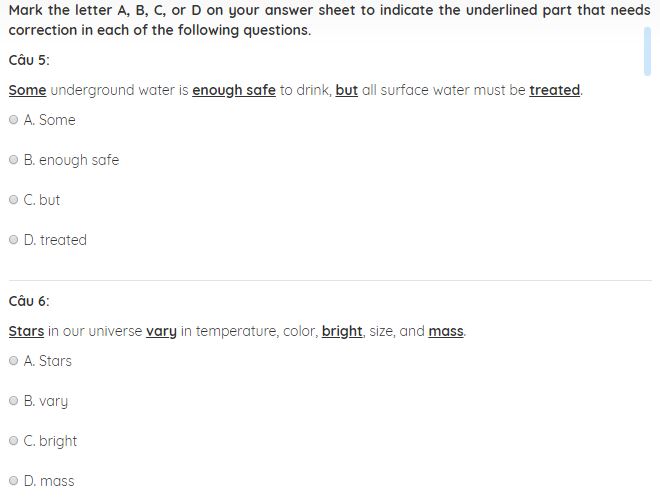 Mark the letter A, B, C, or D on your answer sheet to indicate the underlined part that needs
correction in each of the following questions.
Câu 5:
Some underground water is enough safe to drink, but all surface water must be treated.
A. Some
B. enough safe
C. but
D. treated
Câu 6:
Stars in our universe vary in temperature, color, bright, size, and mass.
A. Stars
B. vary
C. bright
D. mass